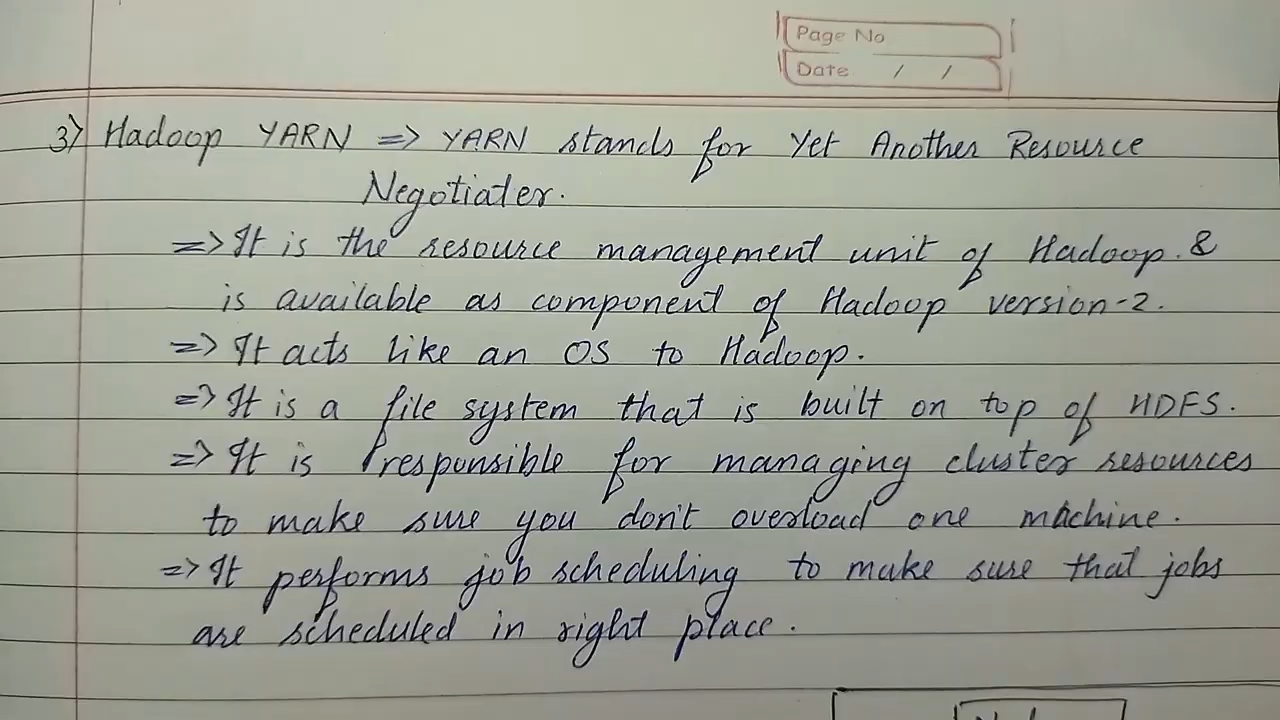 Page No
Date / /
3) Hadoop YARN => YARN stands for Yet Another Resource
Negotiater.
=> It is the resource management unit of Hadoop. &
is available as component of Hadoop version-2.
=> It acts like an OS to Hadoop.
=> It is a file system that is built on top of HDFS.
=> It is responsible for managing cluster resources
to make sure you don't overload one machine.
=> It performs job scheduling to make sure that jobs
are scheduled in right place.